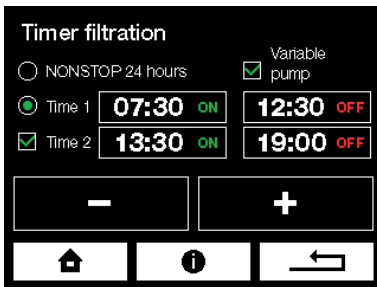 Timer filtration
NONSTOP 24 hours
Variable
pump
Time 1 07:30 ON 12:30 OFF
Time 2 13:30 ON 19:00 OFF
− +
i